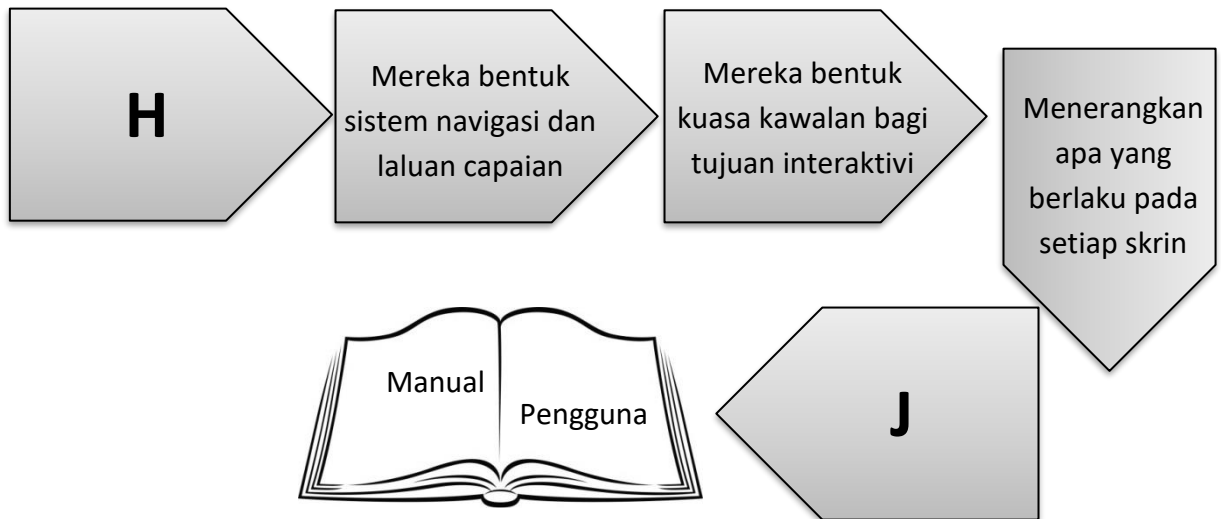 H
Mereka bentuk
sistem navigasi dan
laluan capaian
Mereka bentuk
kuasa kawalan bagi
tujuan interaktivi
Menerangkan
apa yang
berlaku pada
setiap skrin
J
Manual
Pengguna